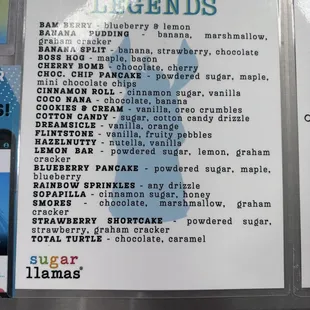 LEGENDS
BAM BERRY - blueberry & lemon
BANANA PUDDING - banana, marshmallow,
graham cracker
BANANA SPLIT - banana, strawberry, chocolate
BOSS HOG - maple, bacon
CHERRY BOMB - chocolate, cherry
CHOC. CHIP PANCAKE - powdered sugar, maple,
mini chocolate chips
CINNAMON ROLL - cinnamon sugar, vanilla
COCO NANA - chocolate, banana
COOKIES & CREAM - vanilla, oreo crumbles
COTTON CANDY - sugar, cotton candy drizzle
DREAMSICLE - vanilla, orange
FLINTSTONE - vanilla, fruity pebbles
HAZELNUTTY - nutella, vanilla
LEMON BAR - powdered sugar, lemon, graham
cracker
BLUEBERRY PANCAKE - powdered sugar, maple,
blueberry
RAINBOW SPRINKLES - any drizzle
SOPAPILLA - cinnamon sugar, honey
SMORES - chocolate, marshmallow, graham
cracker
STRAWBERRY SHORTCAKE - powdered sugar,
strawberry, graham cracker
TOTAL TURTLE - chocolate, caramel
sugar
llamas